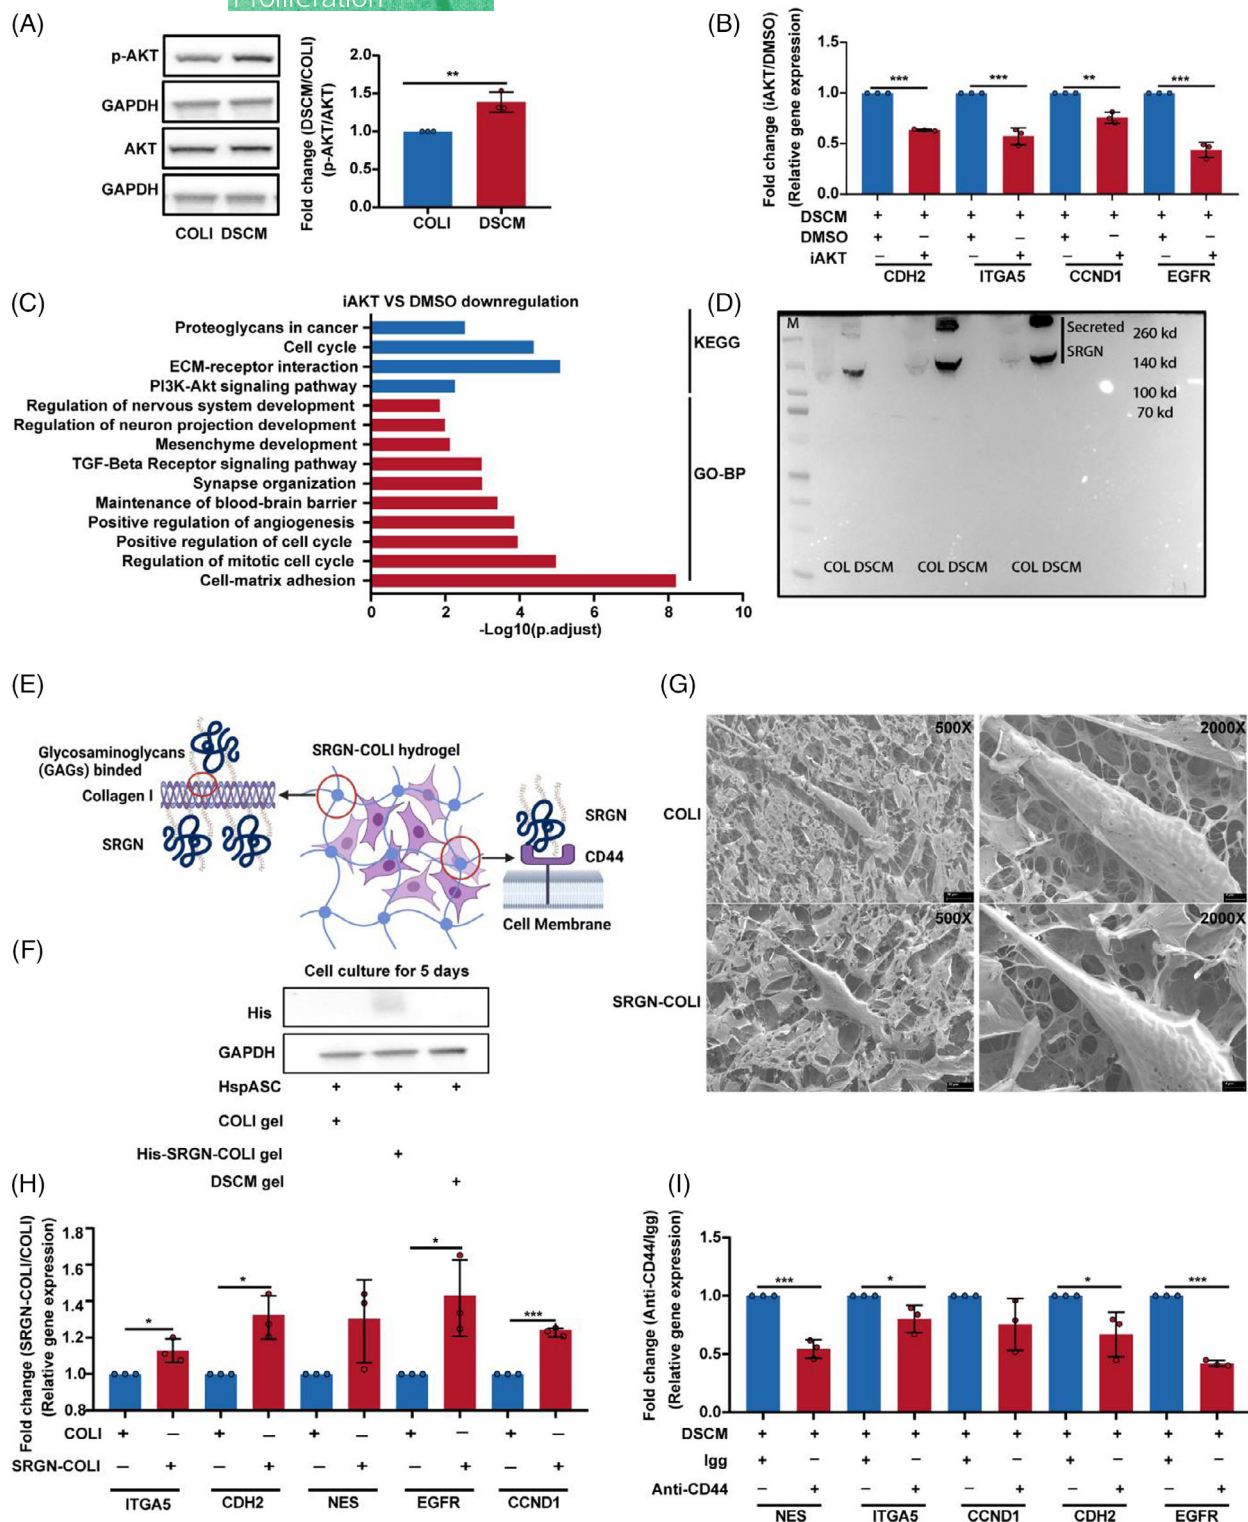 Proliferation
(A)
p-AKT
GAPDH
AKT
GAPDH
COLI DSCM
Fold change (DSCM/COLI)
(p-AKT/AKT)
2.0
1.5
1.0
0.5
0.0
**
COLI DSCM
(B)
Fold change (iAKT/DMSO)
(Relative gene expression)
1.5
1.0
0.5
0.0
*** *** ** ***
DSCM + + + + + + + +
DMSO + – + – + – + –
iAKT – + – + – + – +
CDH2 ITGA5 CCND1 EGFR
(C)
iAKT VS DMSO downregulation
Proteoglycans in cancer
Cell cycle
ECM-receptor interaction
PI3K-Akt signaling pathway
Regulation of nervous system development
Regulation of neuron projection development
Mesenchyme development
TGF-Beta Receptor signaling pathway
Synapse organization
Maintenance of blood-brain barrier
Positive regulation of angiogenesis
Positive regulation of cell cycle
Regulation of mitotic cell cycle
Cell-matrix adhesion
KEGG
GO-BP
0 2 4 6 8 10
-Log10(p.adjust)
(D)
M
Secreted
SRGN
260 kd
140 kd
100 kd
70 kd
COL DSCM COL DSCM COL DSCM
(E)
Glycosaminoglycans
(GAGs) binded
Collagen I
SRGN
SRGN-COLI hydrogel
SRGN
CD44
Cell Membrane
(F)
Cell culture for 5 days
His
GAPDH
HspASC + + +
COLI gel +
His-SRGN-COLI gel +
DSCM gel +
(G)
500X
2000X
COLI
500X
2000X
SRGN-COLI
(H)
Fold change (SRGN-COLI/COLI)
(Relative gene expression)
1.8
1.6
1.4
1.2
1.0
0.8
* * * ***
COLI + – + – + – + – + –
SRGN-COLI – + – + – + – + – +
ITGA5 CDH2 NES EGFR CCND1
(I)
Fold change (Anti-CD44/Igg)
(Relative gene expression)
1.5
1.0
0.5
0.0
*** * * ***
DSCM + + + + + + + + + +
Igg + – + – + – + – + –
Anti-CD44 – + – + – + – + – +
NES ITGA5 CCND1 CDH2 EGFR